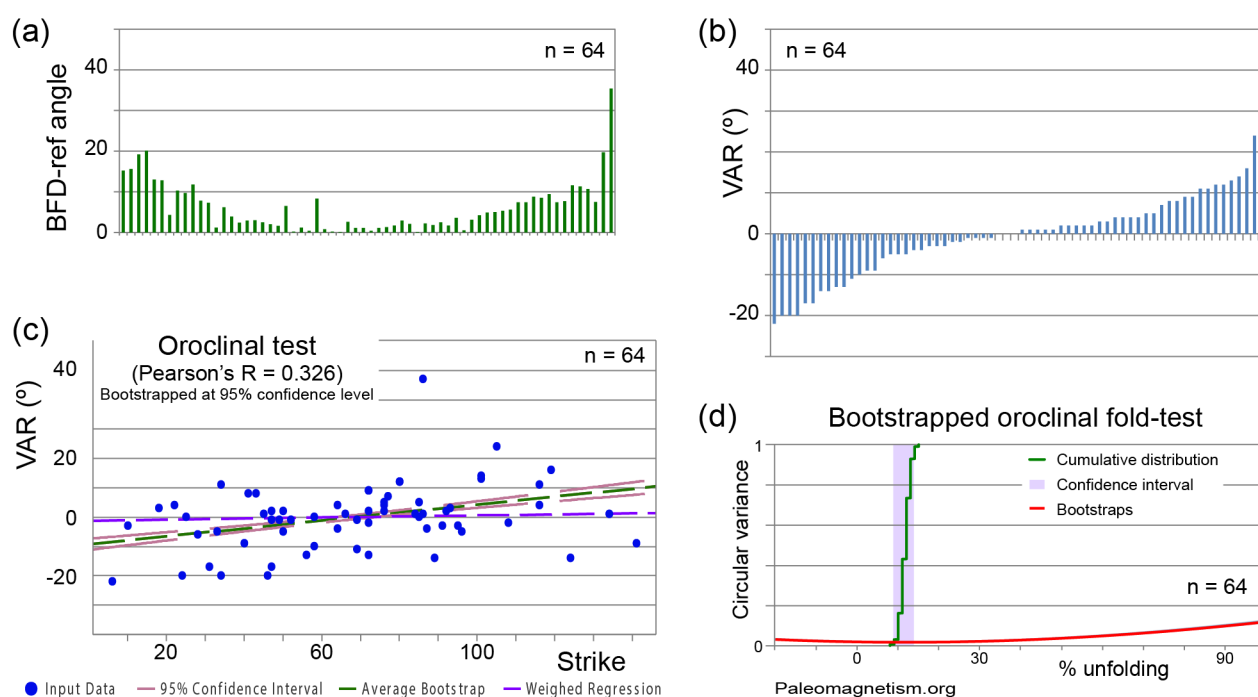 (a)
n = 64
BFD-ref angle
40
20
0
(b)
n = 64
VAR (º)
40
20
0
-20
(c)
Oroclinal test
(Pearson's R = 0.326)
Bootstrapped at 95% confidence level
n = 64
VAR (º)
40
20
0
-20
20
60
100
Strike
Input Data
95% Confidence Interval
Average Bootstrap
Weighed Regression
(d)
Bootstrapped oroclinal fold-test
Circular variance
1
0
Cumulative distribution
Confidence interval
Bootstraps
n = 64
0
30
% unfolding
90
Paleomagnetism.org